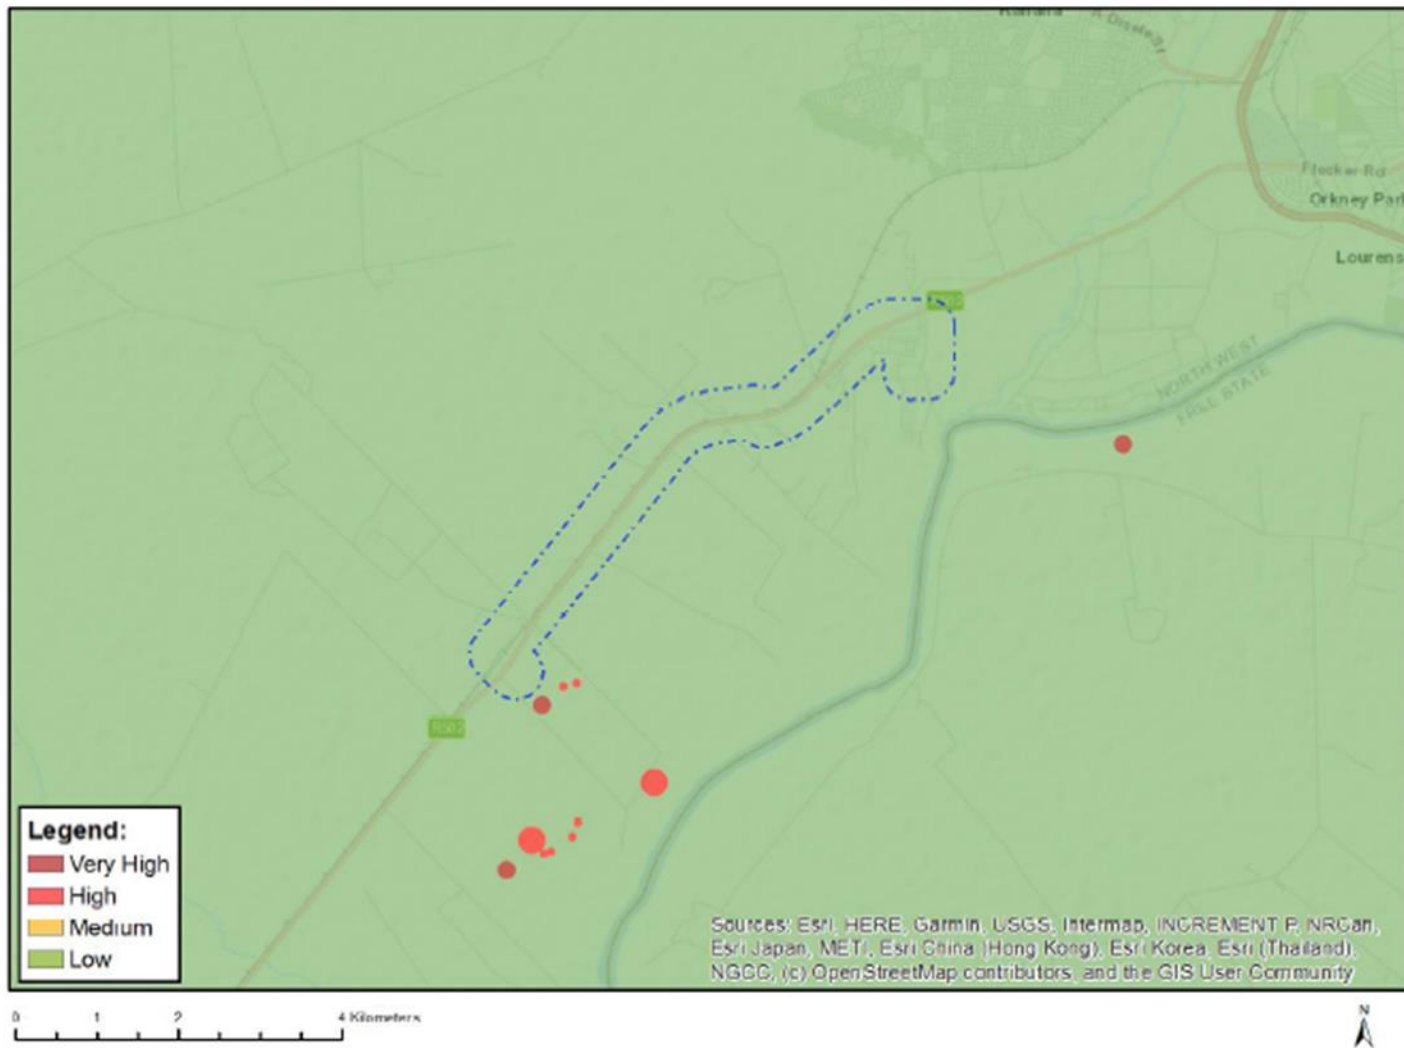 Kanana
Flecker Rd
Orkney Park
Lourens
NORTH WEST
FREE STATE
R502
Legend:
Very High
High
Medium
Low
Sources: Esri, HERE, Garmin, USGS, Intermap, INCREMENT P, NRCan,
Esri Japan, METI, Esri China (Hong Kong), Esri Korea, Esri (Thailand),
NGCC, (c) OpenStreetMap contributors, and the GIS User Community
0 1 2 4 Kilometers
N